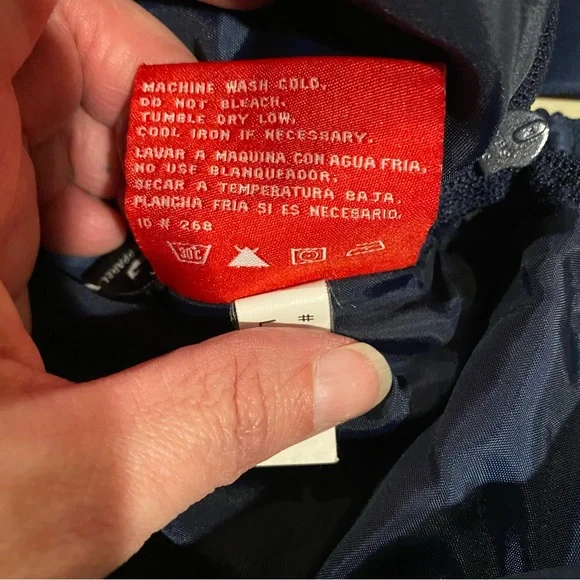 MACHINE WASH COLD.
DO NOT BLEACH.
TUMBLE DRY LOW.
COOL IRON IF NECESSARY.
LAVAR A MAQUINA CON AGUA FRIA.
NO USE BLANQUEADOR.
SECAR A TEMPERATURA BAJA.
PLANCHA FRIA SI ES NECESARIO.
ID # 268
30°C
#